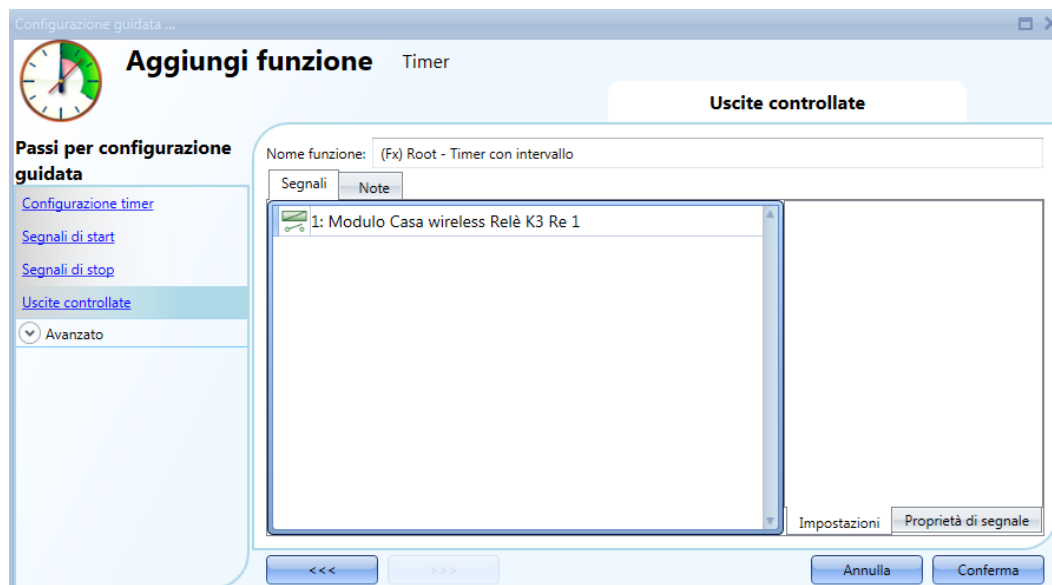 Configurazione guidata ...
Aggiungi funzione Timer
Uscite controllate
Passi per configurazione
guidata
Configurazione timer
Segnali di start
Segnali di stop
Uscite controllate
Avanzato
Nome funzione: (Fx) Root - Timer con intervallo
Segnali Note
1: Modulo Casa wireless Relè K3 Re 1
Impostazioni Proprietà di segnale
<<< >>> Annulla Conferma